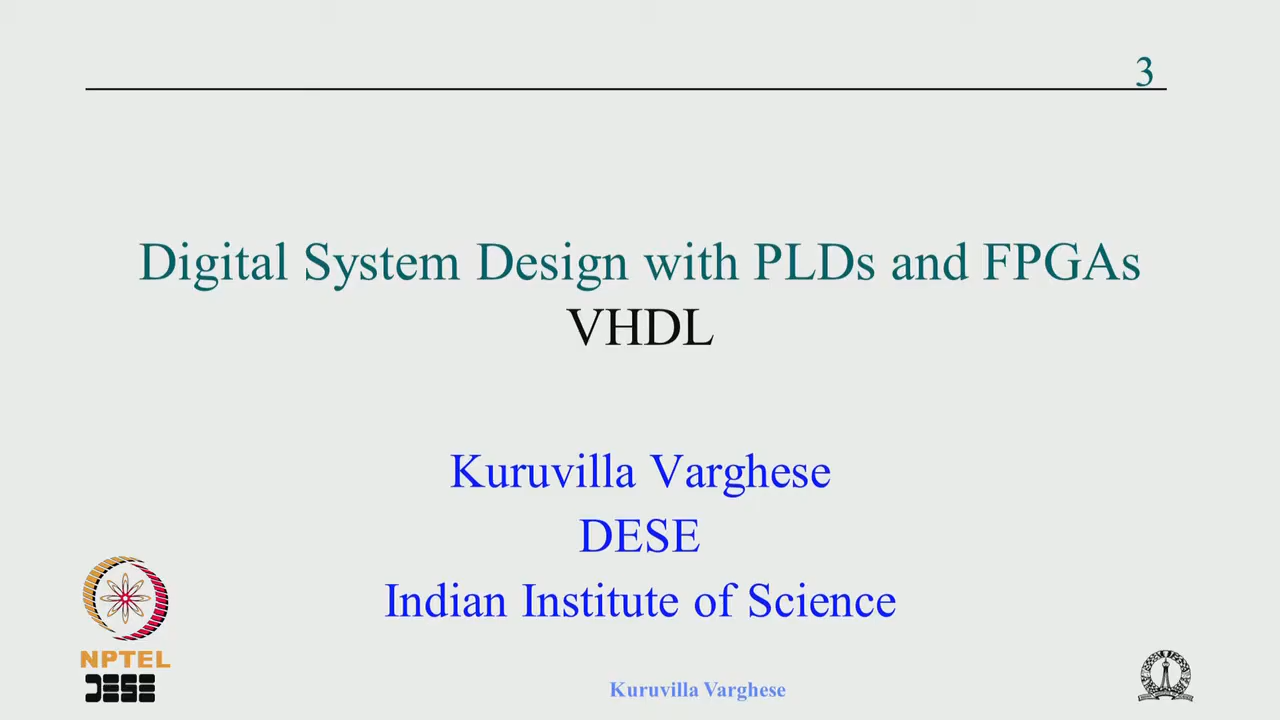 3
Digital System Design with PLDs and FPGAs
VHDL
Kuruvilla Varghese
DESE
Indian Institute of Science
NPTEL
DESE
Kuruvilla Varghese